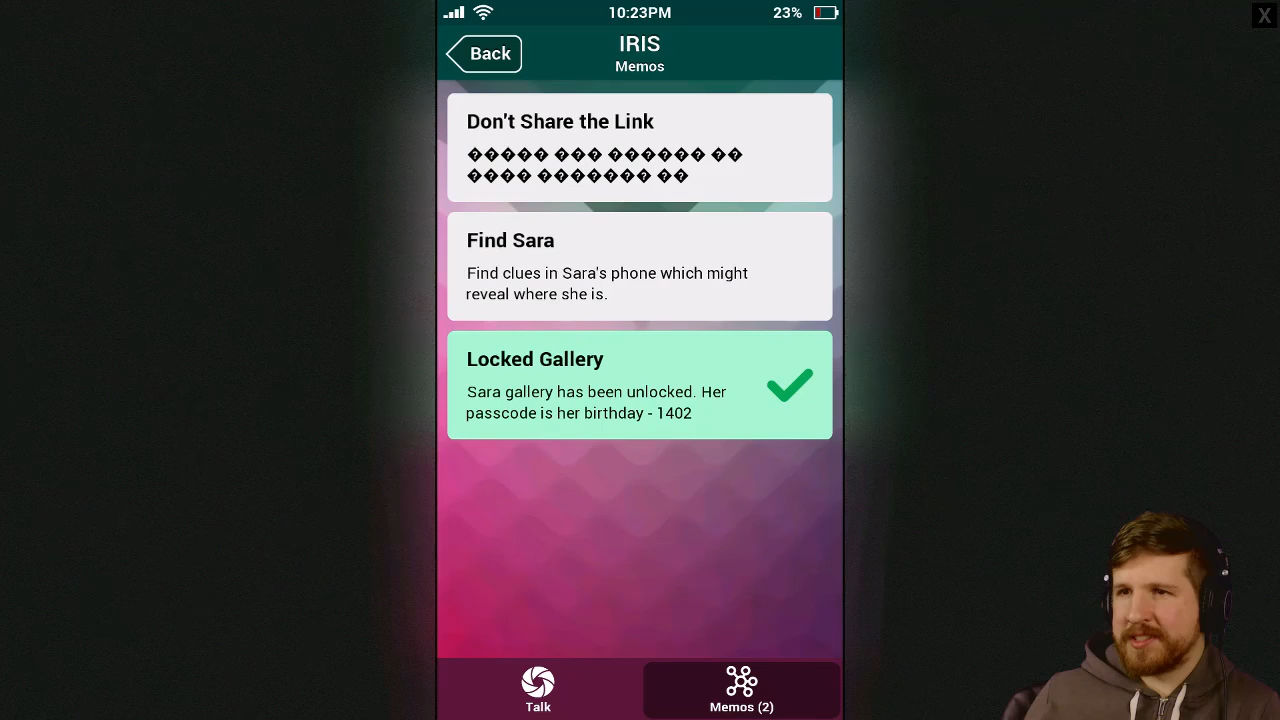 10:23PM
23%
X
Back
IRIS
Memos
Don't Share the Link
����� ��� ������ ��
���� ������� ��
Find Sara
Find clues in Sara's phone which might
reveal where she is.
Locked Gallery
Sara gallery has been unlocked. Her
passcode is her birthday - 1402
Talk
Memos (2)